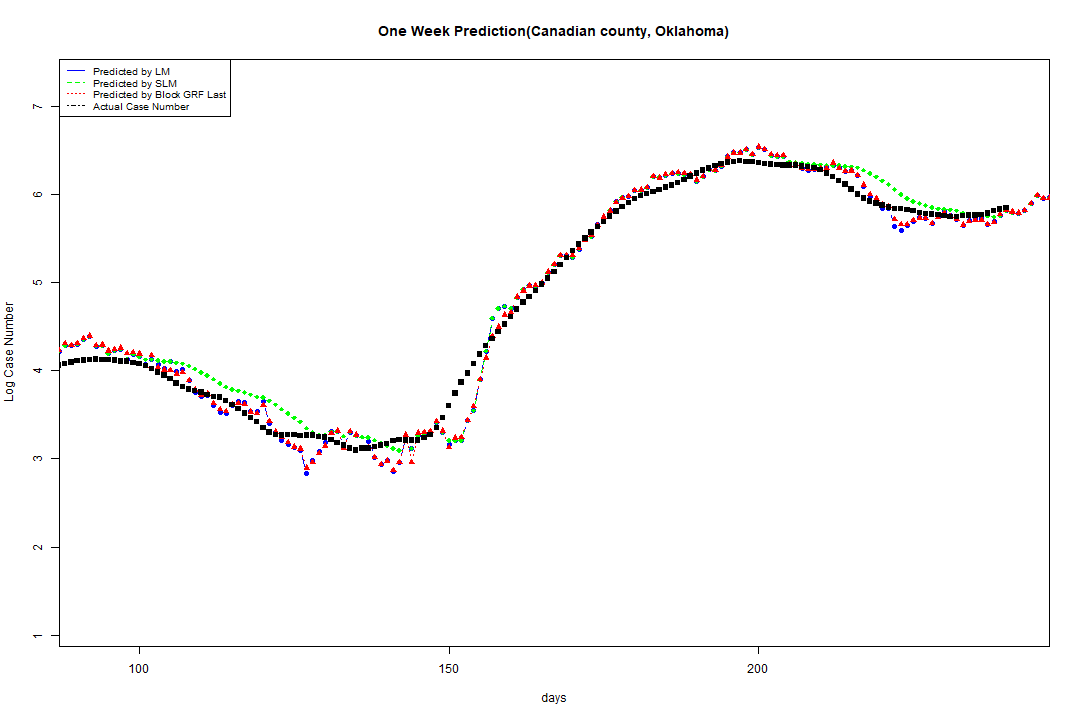 One Week Prediction(Canadian county, Oklahoma)
Predicted by LM
Predicted by SLM
Predicted by Block GRF Last
Actual Case Number
7
6
5
4
3
2
1
Log Case Number
100 150 200
days